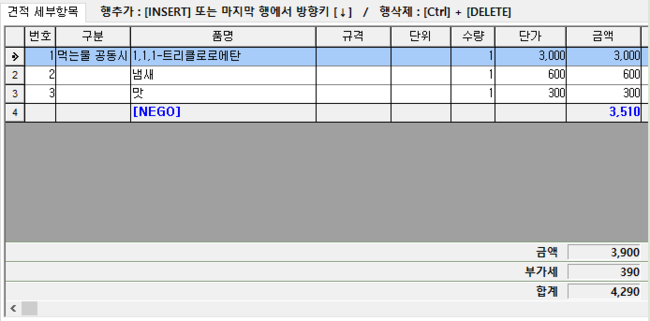 견적 세부항목 행추가 : [INSERT] 또는 마지막 행에서 방향키 [↓] / 행삭제 : [Ctrl] + [DELETE]
번호 구분 품명 규격 단위 수량 단가 금액
1 먹는물 공동시 1,1,1-트리클로로에탄 1 3,000 3,000
2 2 냄새 1 600 600
3 3 맛 1 300 300
4 [NEGO] 3,510
금액 3,900
부가세 390
합계 4,290